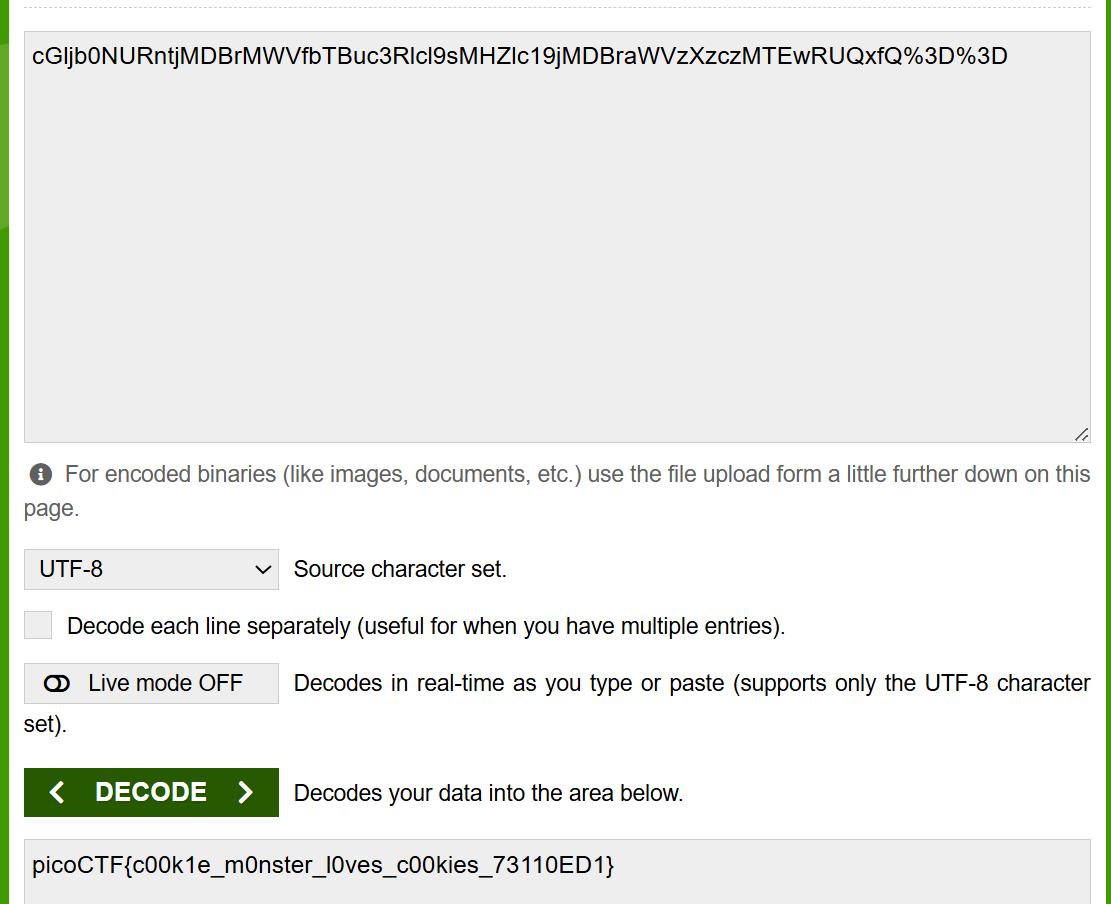 cGljb0NURntjMDBrMWVfbTBuc3Rlcl9sMHZlc19jMDBraWVzXzczMTEwRUQxfQ%3D%3D
For encoded binaries (like images, documents, etc.) use the file upload form a little further down on this
page.
UTF-8 Source character set.
Decode each line separately (useful for when you have multiple entries).
Live mode OFF Decodes in real-time as you type or paste (supports only the UTF-8 character
set).
< DECODE > Decodes your data into the area below.
picoCTF{c00k1e_m0nster_l0ves_c00kies_73110ED1}